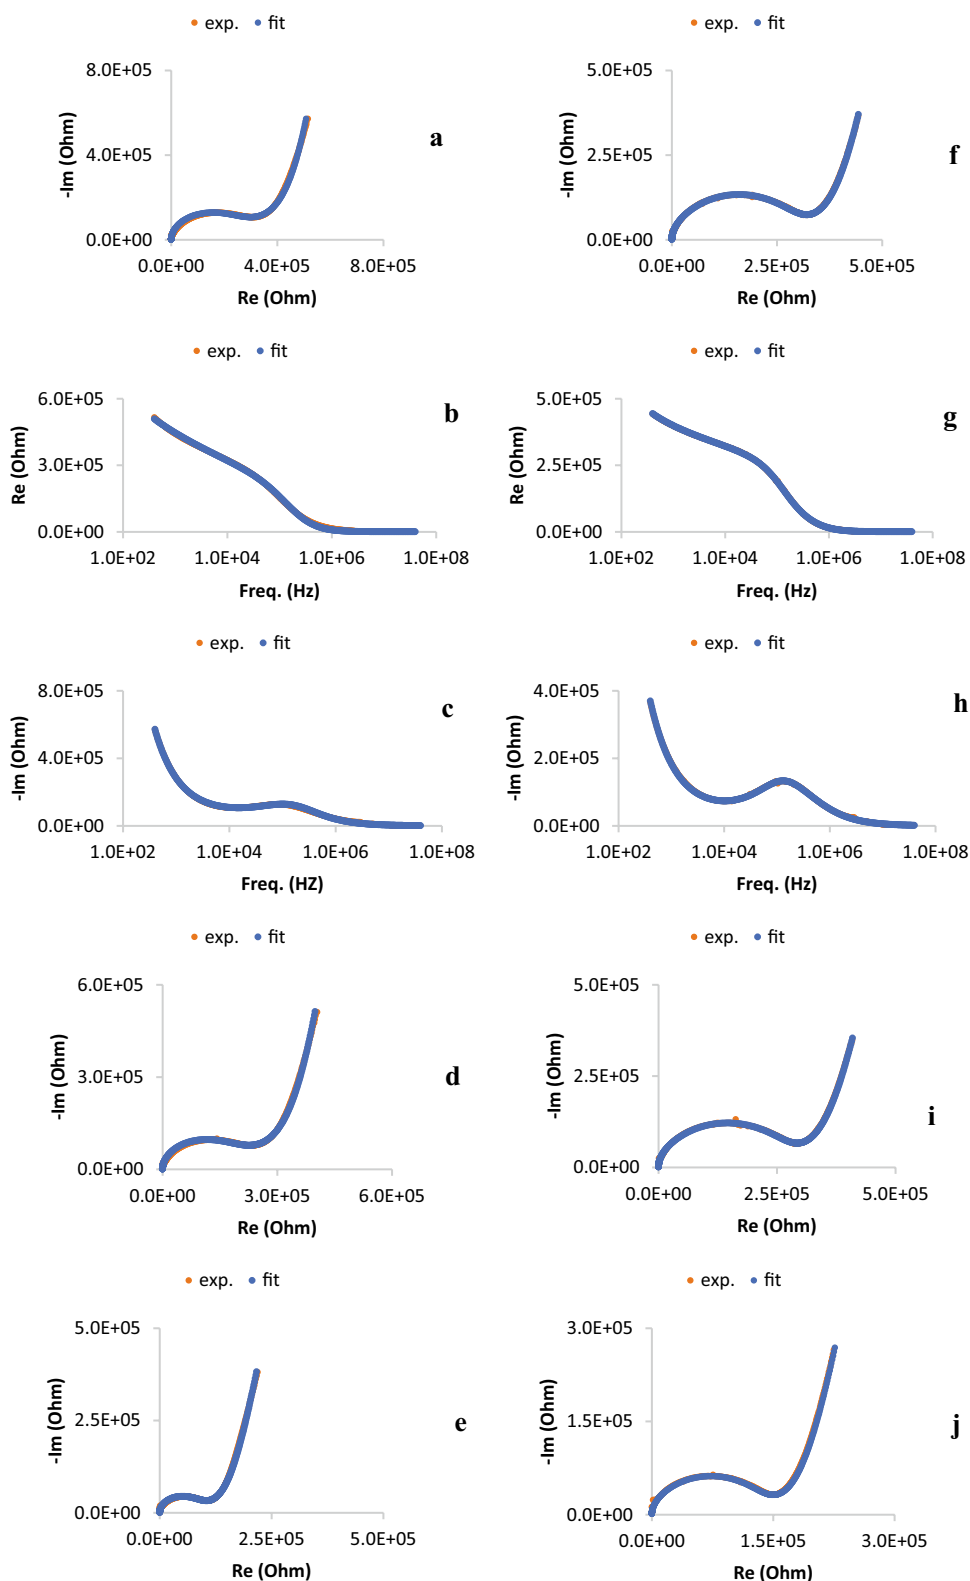 exp. fit
8.0E+05
4.0E+05
0.0E+00
-Im (Ohm)
0.0E+00 4.0E+05 8.0E+05
Re (Ohm)
a
exp. fit
5.0E+05
2.5E+05
0.0E+00
-Im (Ohm)
0.0E+00 2.5E+05 5.0E+05
Re (Ohm)
f
exp. fit
6.0E+05
3.0E+05
0.0E+00
Re (Ohm)
1.0E+02 1.0E+04 1.0E+06 1.0E+08
Freq. (Hz)
b
exp. fit
5.0E+05
2.5E+05
0.0E+00
Re (Ohm)
1.0E+02 1.0E+04 1.0E+06 1.0E+08
Freq. (Hz)
g
exp. fit
8.0E+05
4.0E+05
0.0E+00
-Im (Ohm)
1.0E+02 1.0E+04 1.0E+06 1.0E+08
Freq. (HZ)
c
exp. fit
4.0E+05
2.0E+05
0.0E+00
-Im (Ohm)
1.0E+02 1.0E+04 1.0E+06 1.0E+08
Freq. (Hz)
h
exp. fit
6.0E+05
3.0E+05
0.0E+00
-Im (Ohm)
0.0E+00 3.0E+05 6.0E+05
Re (Ohm)
d
exp. fit
5.0E+05
2.5E+05
0.0E+00
-Im (Ohm)
0.0E+00 2.5E+05 5.0E+05
Re (Ohm)
i
exp. fit
5.0E+05
2.5E+05
0.0E+00
-Im (Ohm)
0.0E+00 2.5E+05 5.0E+05
Re (Ohm)
e
exp. fit
3.0E+05
1.5E+05
0.0E+00
-Im (Ohm)
0.0E+00 1.5E+05 3.0E+05
Re (Ohm)
j